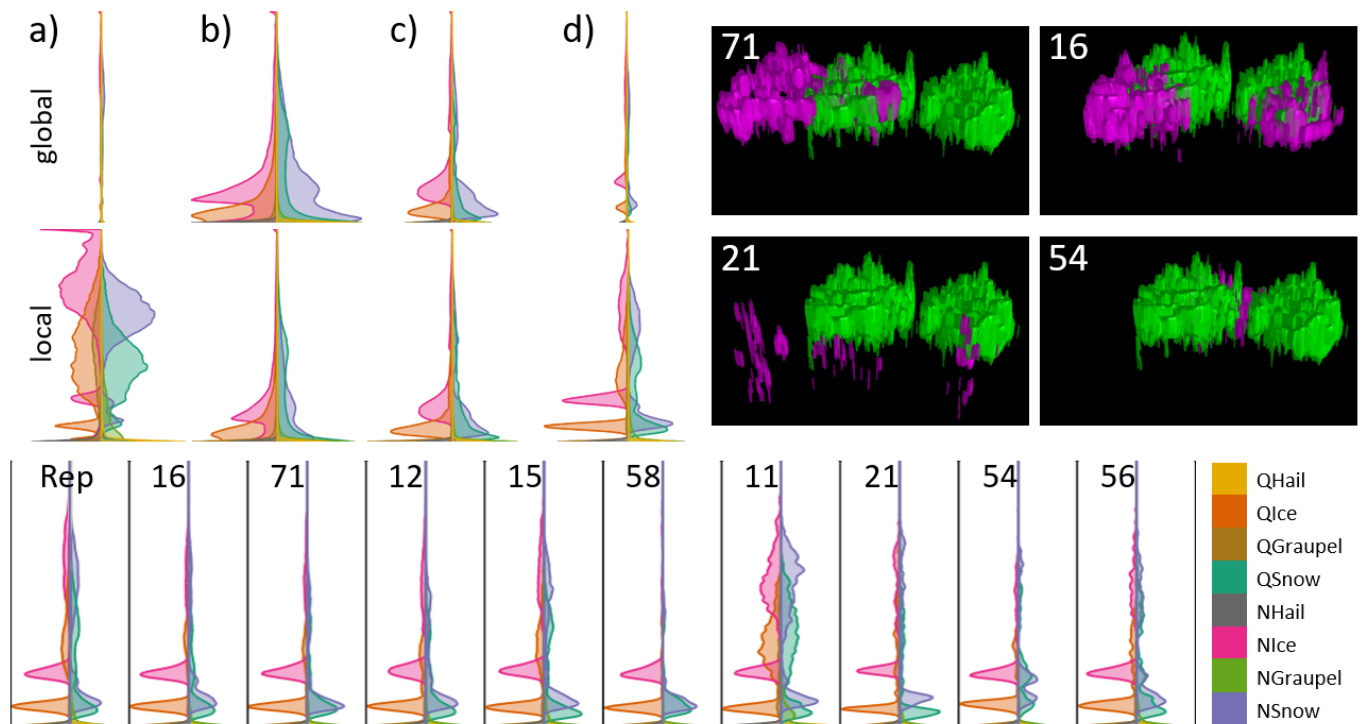 a) b) c) d)
global
local
71
16
21
54
Rep 16 71 12 15 58 11 21 54 56
QHail
QIce
QGraupel
QSnow
NHail
NIce
NGraupel
NSnow